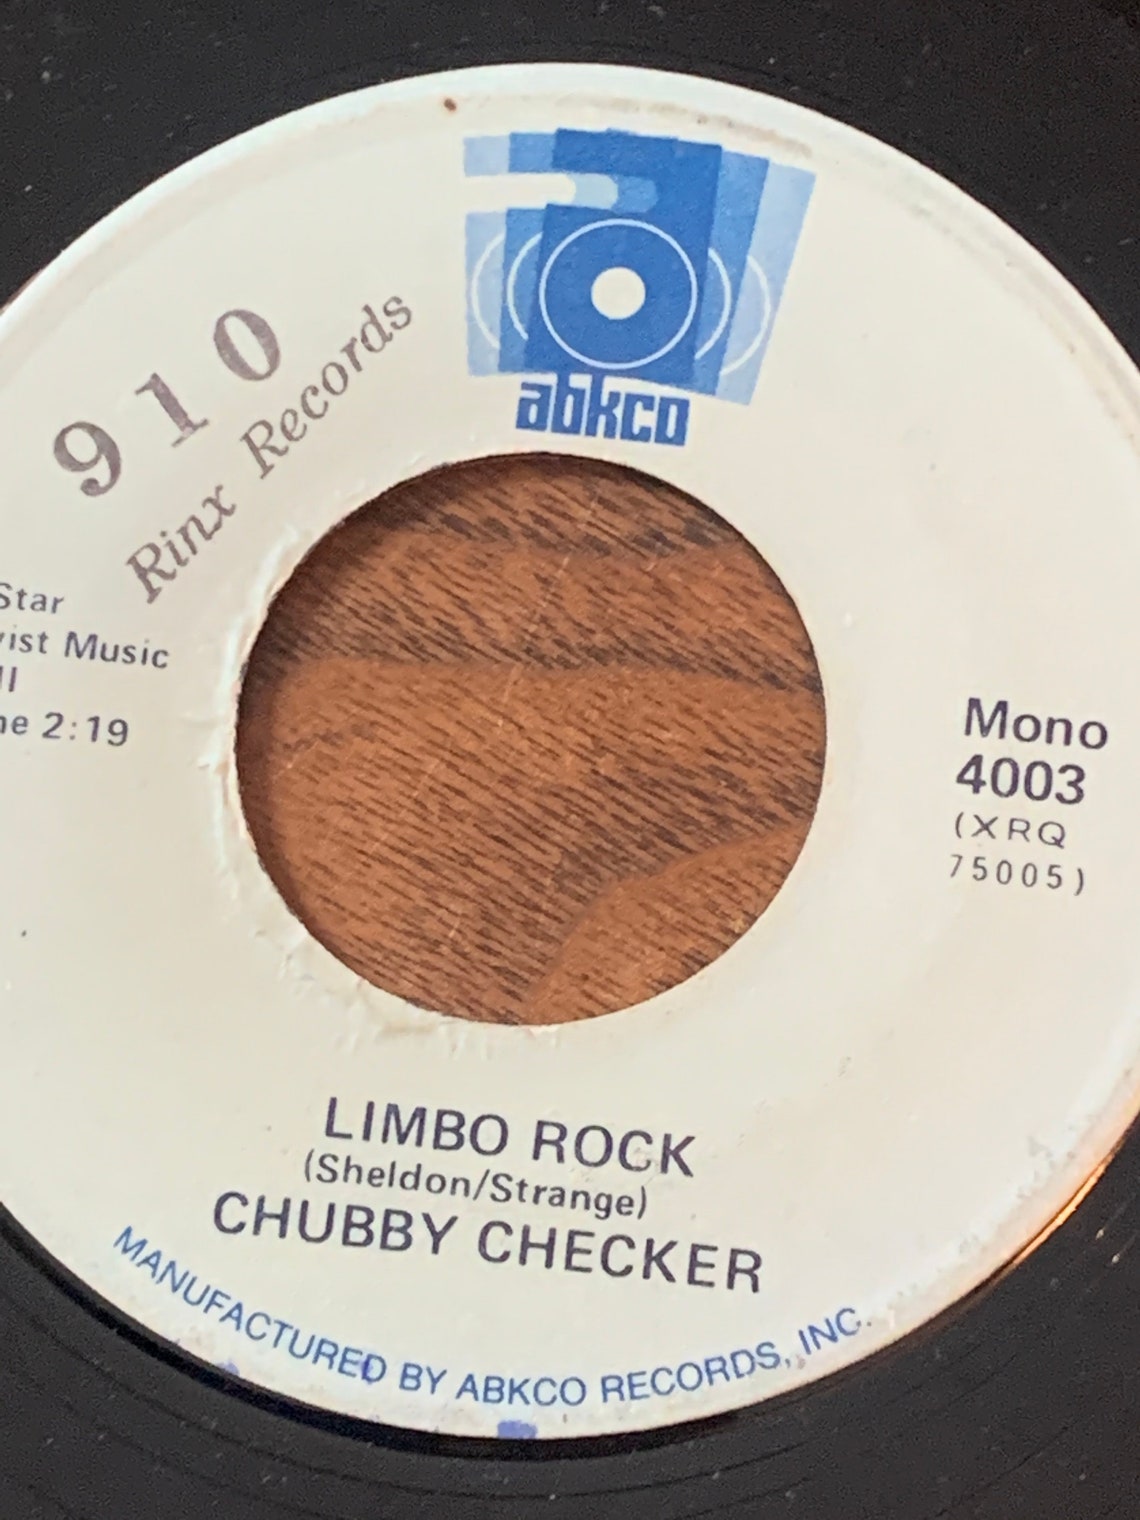 abkco
910
Rinx Records
Star
Music
2:19
Mono
4003
(XRQ
75005)
LIMBO ROCK
(Sheldon/Strange)
CHUBBY CHECKER
MANUFACTURED BY ABKCO RECORDS, INC.